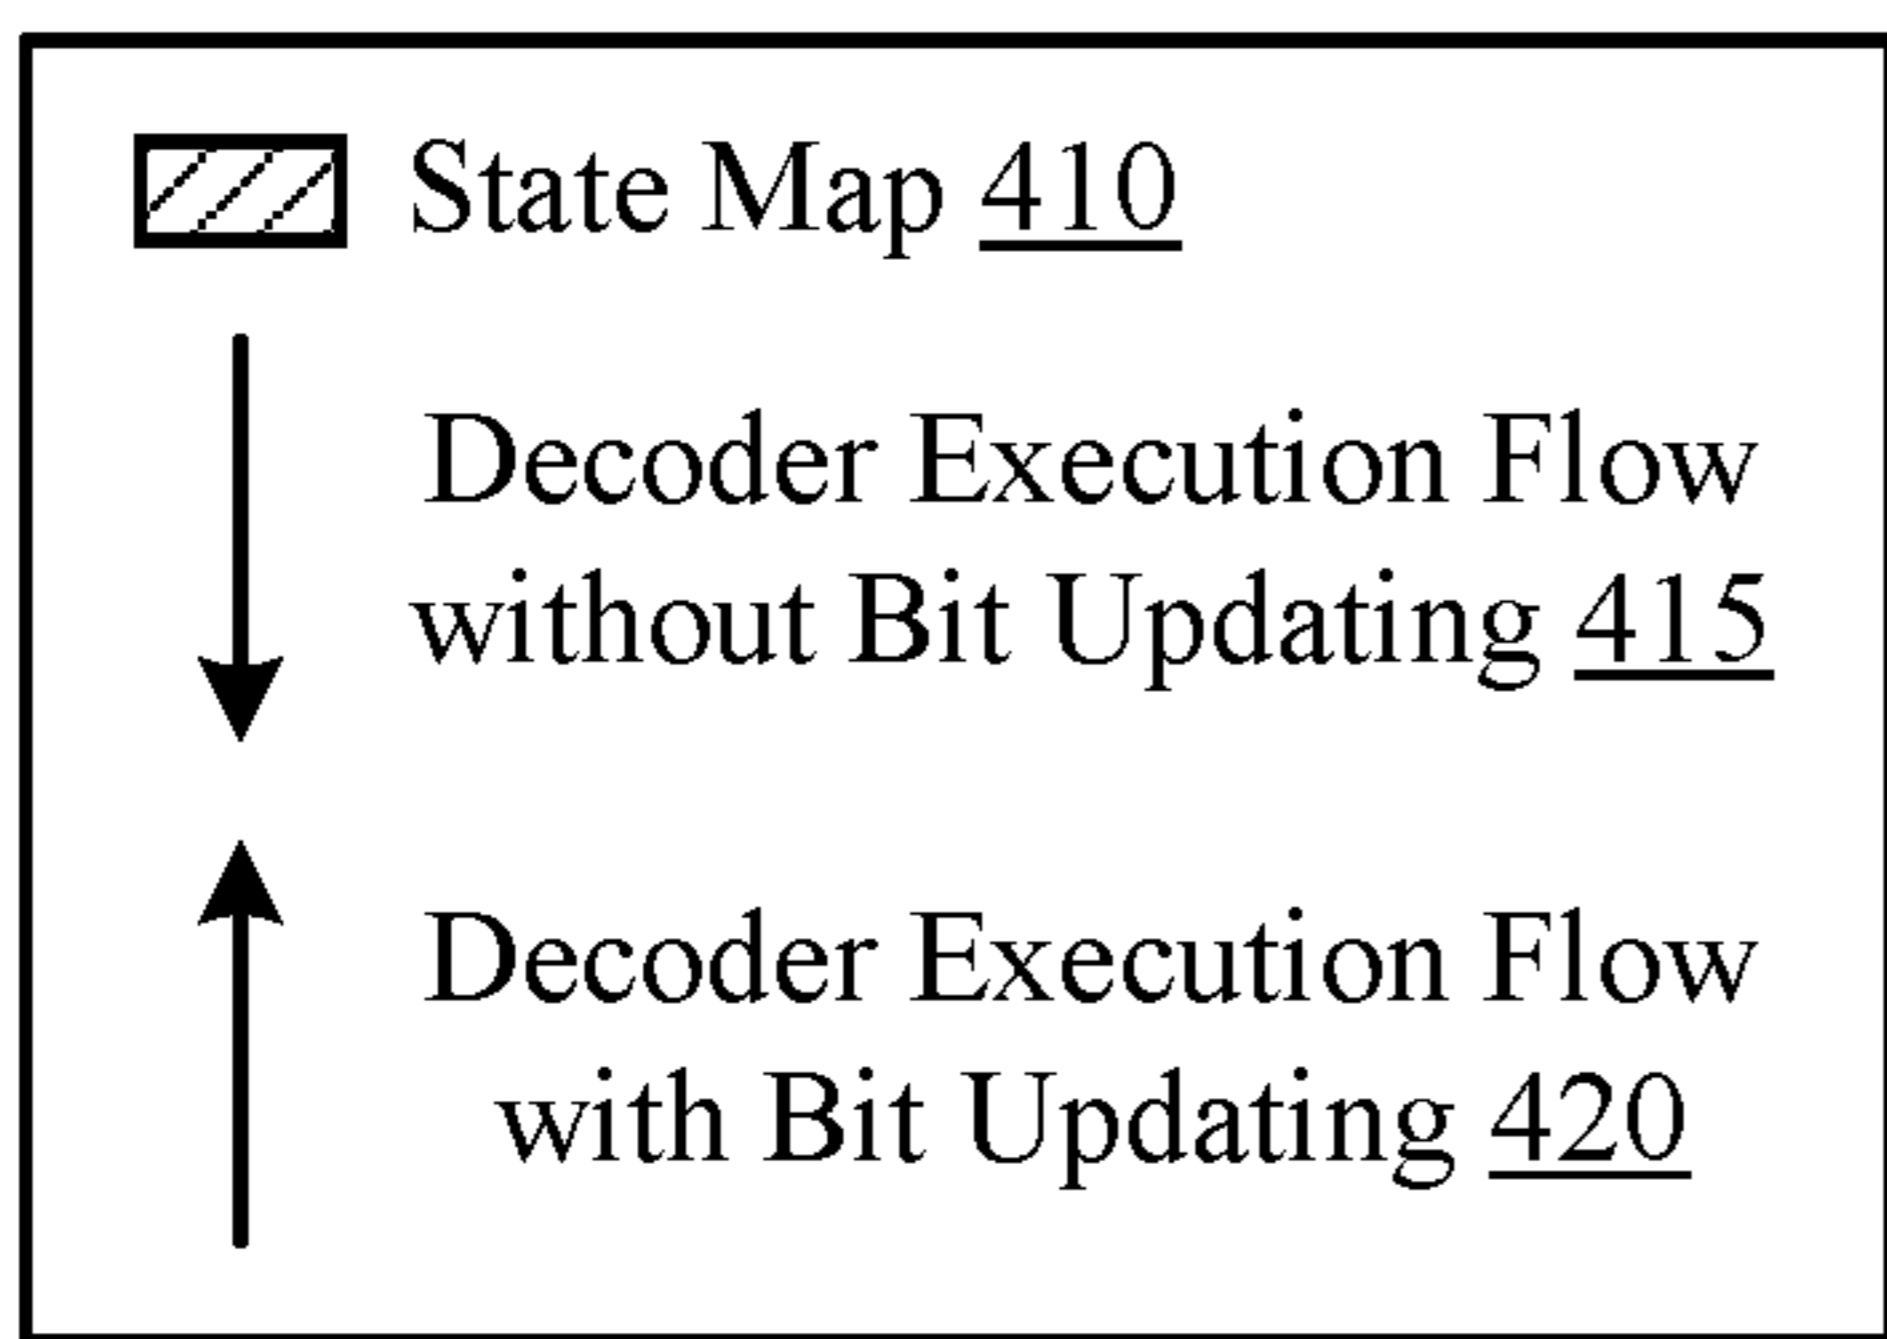 State Map 410
Decoder Execution Flow
without Bit Updating 415
Decoder Execution Flow
with Bit Updating 420